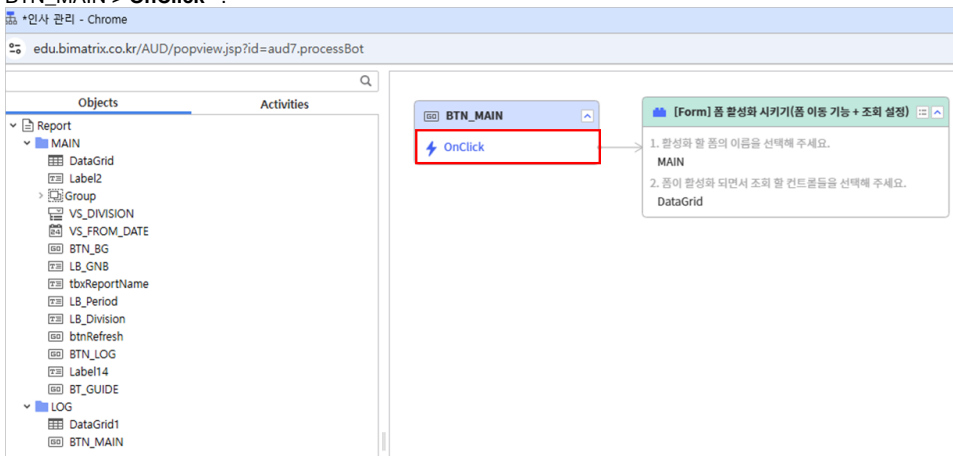 BTN_MAIN > OnClick" .
*인사 관리 - Chrome
edu.bimatrix.co.kr/AUD/popview.jsp?id=aud7.processBot
Objects
Activities
Report
MAIN
DataGrid
Label2
Group
VS_DIVISION
VS_FROM_DATE
BTN_BG
LB_GNB
tbxReportName
LB_Period
LB_Division
btnRefresh
BTN_LOG
Label14
BT_GUIDE
LOG
DataGrid1
BTN_MAIN
BTN_MAIN
OnClick
[Form] 폼 활성화 시키기(폼 이동 기능 + 조회 설정)
1. 활성화 할 폼의 이름을 선택해 주세요.
MAIN
2. 폼이 활성화 되면서 조회 할 컨트롤들을 선택해 주세요.
DataGrid